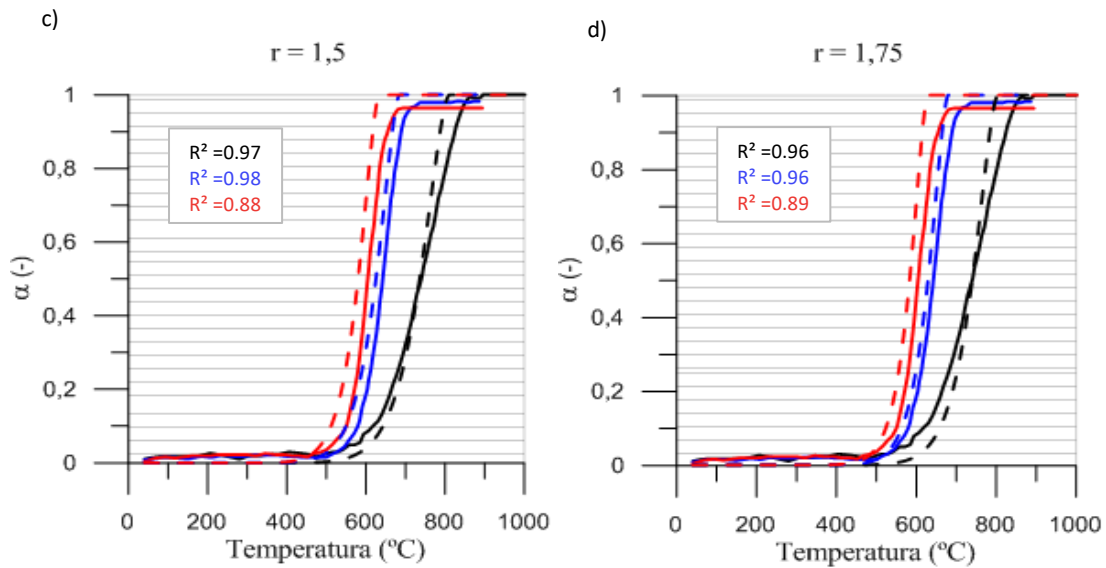 c)
r = 1,5
1
0,8
0,6
0,4
0,2
0
α (-)
R² =0.97
R² =0.98
R² =0.88
0 200 400 600 800 1000
Temperatura (ºC)
d)
r = 1,75
1
0,8
0,6
0,4
0,2
0
α (-)
R² =0.96
R² =0.96
R² =0.89
0 200 400 600 800 1000
Temperatura (ºC)